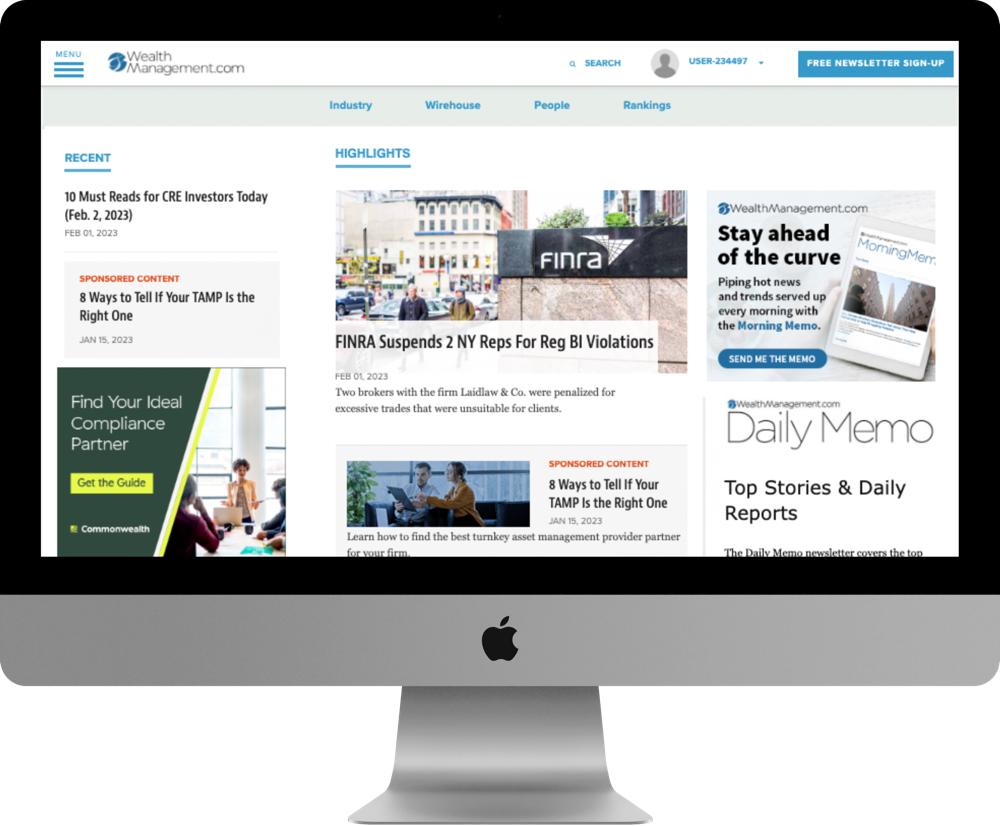 MENU
Wealth
Management.com
SEARCH
USER-234497
FREE NEWSLETTER SIGN-UP
Industry
Wirehouse
People
Rankings
RECENT
10 Must Reads for CRE Investors Today
(Feb. 2, 2023)
FEB 01, 2023
SPONSORED CONTENT
8 Ways to Tell If Your TAMP Is the
Right One
JAN 15, 2023
Find Your Ideal
Compliance
Partner
Get the Guide
Commonwealth
HIGHLIGHTS
finra
FINRA Suspends 2 NY Reps For Reg BI Violations
FEB 01, 2023
Two brokers with the firm Laidlaw & Co. were penalized for
excessive trades that were unsuitable for clients.
SPONSORED CONTENT
8 Ways to Tell If Your
TAMP Is the Right One
JAN 15, 2023
Learn how to find the best turnkey asset management provider partner
for your firm.
WealthManagement.com
Stay ahead
of the curve
Piping hot news
and trends served up
every morning with
the Morning Memo.
SEND ME THE MEMO
WealthManagement.com
MorningMem
WealthManagement.com
Daily Memo
Top Stories & Daily
Reports
The Daily Memo newsletter covers the top